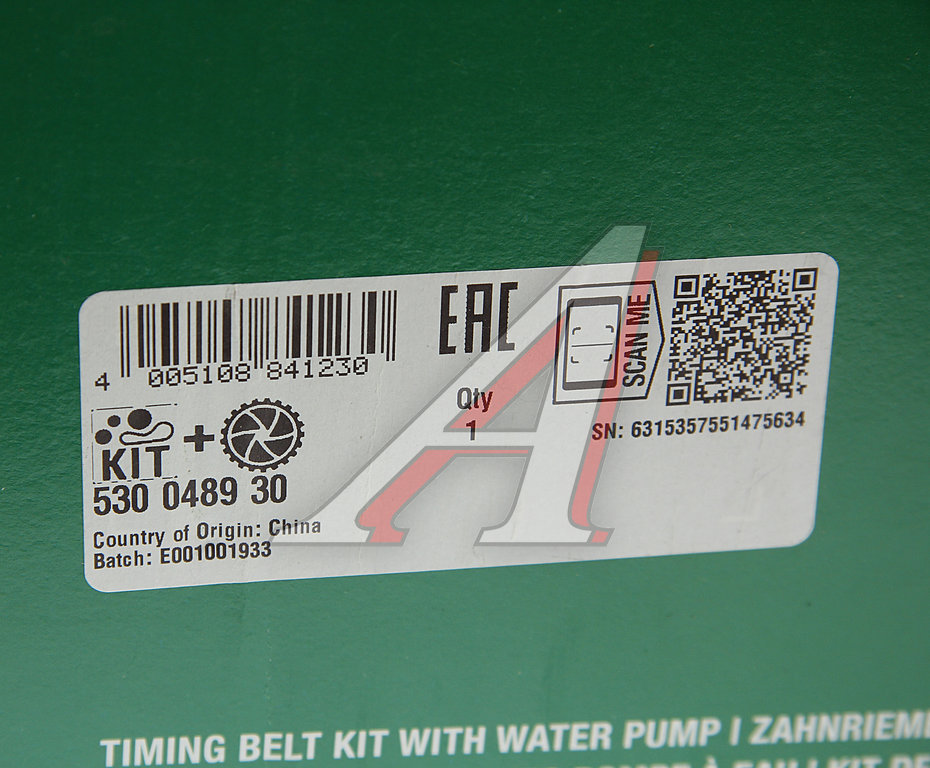 4 005108 841230
EAC
SCAN ME
Qty
1
SN: 6315357551475634
KIT +
530 0489 30
Country of Origin: China
Batch: E001001933
TIMING BELT KIT WITH WATER PUMP I ZAHNRIEME